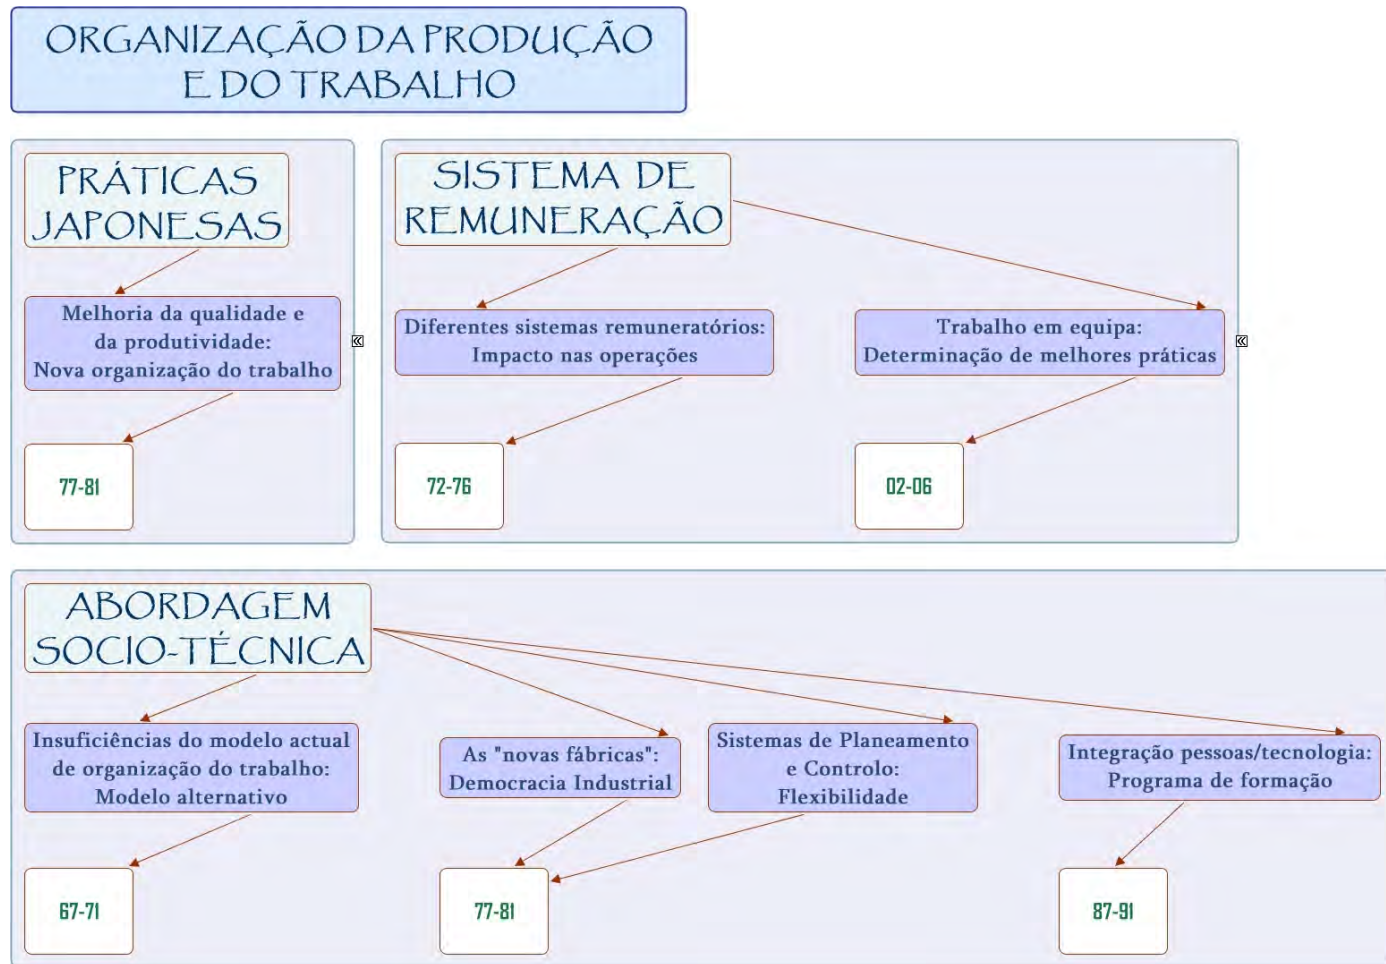 ORGANIZAÇÃO DA PRODUÇÃO
E DO TRABALHO
PRÁTICAS
JAPONESAS
Melhoria da qualidade e
da produtividade:
Nova organização do trabalho
77-81
SISTEMA DE
REMUNERAÇÃO
Diferentes sistemas remuneratórios:
Impacto nas operações
72-76
Trabalho em equipa:
Determinação de melhores práticas
02-06
ABORDAGEM
SOCIO-TÉCNICA
Insuficiências do modelo actual
de organização do trabalho:
Modelo alternativo
67-71
As "novas fábricas":
Democracia Industrial
Sistemas de Planeamento
e Controlo:
Flexibilidade
77-81
Integração pessoas/tecnologia:
Programa de formação
87-91